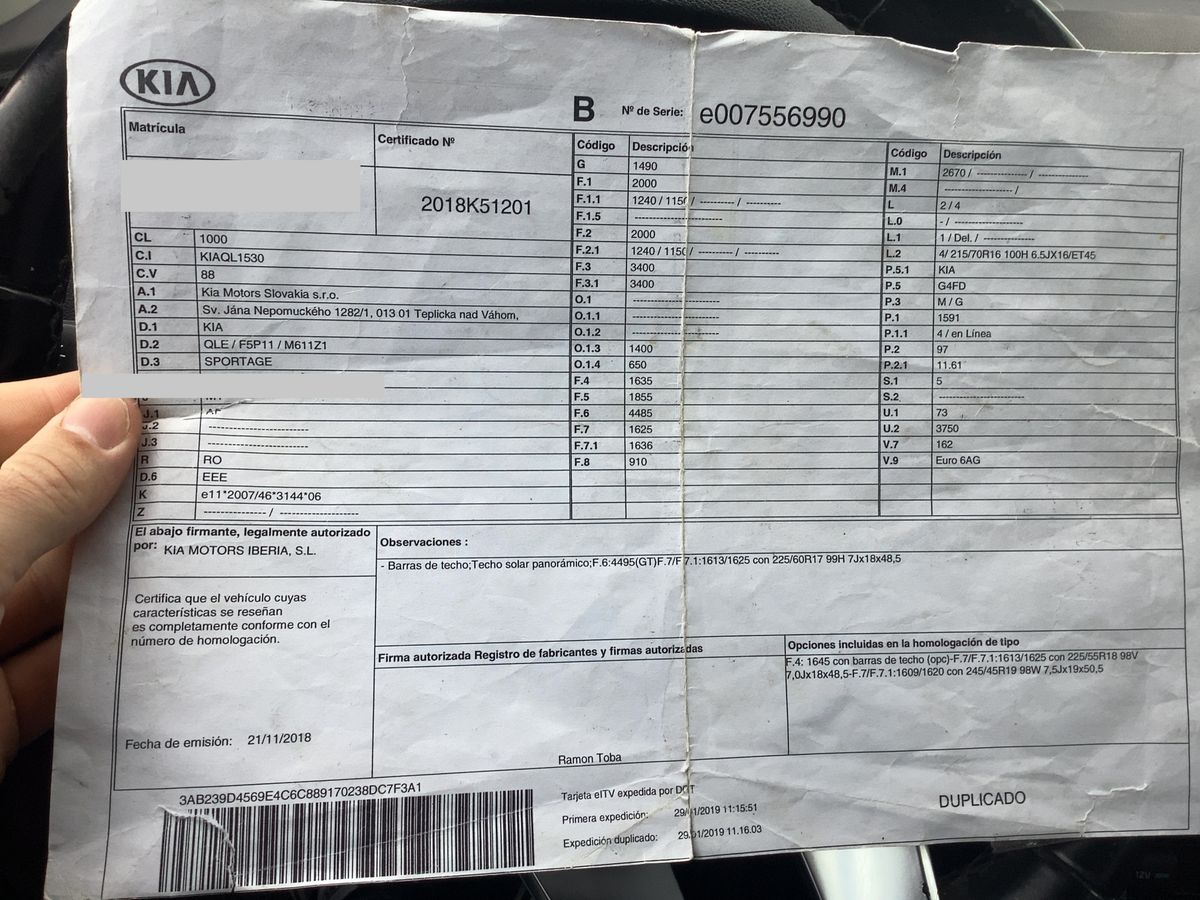 KIA
B Nº de Serie: e007556990
Matrícula
Certificado Nº
2018K51201
CL 1000
C.I KIAQL1530
C.V 88
A.1 Kia Motors Slovakia s.r.o.
A.2 Sv. Jána Nepomuckého 1282/1, 013 01 Teplicka nad Váhom,
D.1 KIA
D.2 QLE / F5P11 / M611Z1
D.3 SPORTAGE
J.1
J.2 ----------------------
J.3 ----------------------
R RO
D.6 EEE
K e11*2007/46*3144*06
Z -------------- / -----------------
Código Descripción
G 1490
F.1 2000
F.1.1 1240 / 1150 / --------- / ---------
F.1.5 ----------------------
F.2 2000
F.2.1 1240 / 1150 / --------- / ---------
F.3 3400
F.3.1 3400
O.1 ----------------------
O.1.1 ----------------------
O.1.2 ----------------------
O.1.3 1400
O.1.4 650
F.4 1635
F.5 1855
F.6 4485
F.7 1625
F.7.1 1636
F.8 910
Código Descripción
M.1 2670 / -------------- / --------------
M.4 ------------------- /
L 2 / 4
L.0 - / -------------------
L.1 1 / Del. / --------------
L.2 4/ 215/70R16 100H 6.5JX16/ET45
P.5.1 KIA
P.5 G4FD
P.3 M / G
P.1 1591
P.1.1 4 / en Línea
P.2 97
P.2.1 11.61
S.1 5
S.2 ----------------------
U.1 73
U.2 3750
V.7 162
V.9 Euro 6AG
El abajo firmante, legalmente autorizado
por: KIA MOTORS IBERIA, S.L.
Certifica que el vehículo cuyas
características se reseñan
es completamente conforme con el
número de homologación.
Fecha de emisión: 21/11/2018
Observaciones :
- Barras de techo;Techo solar panorámico;F.6:4495(GT)F.7/F.7.1:1613/1625 con 225/60R17 99H 7Jx18x48,5
Firma autorizada Registro de fabricantes y firmas autorizadas
Ramon Toba
Opciones incluidas en la homologación de tipo
F.4: 1645 con barras de techo (opc)-F.7/F.7.1:1613/1625 con 225/55R18 98V
7,0Jx18x48,5-F.7/F.7.1:1609/1620 con 245/45R19 98W 7,5Jx19x50,5
3AB239D4569E4C6C889170238DC7F3A1
Tarjeta eITV expedida por DGT
Primera expedición: 29/01/2019 11:15:51
Expedición duplicado: 29/01/2019 11.16.03
DUPLICADO